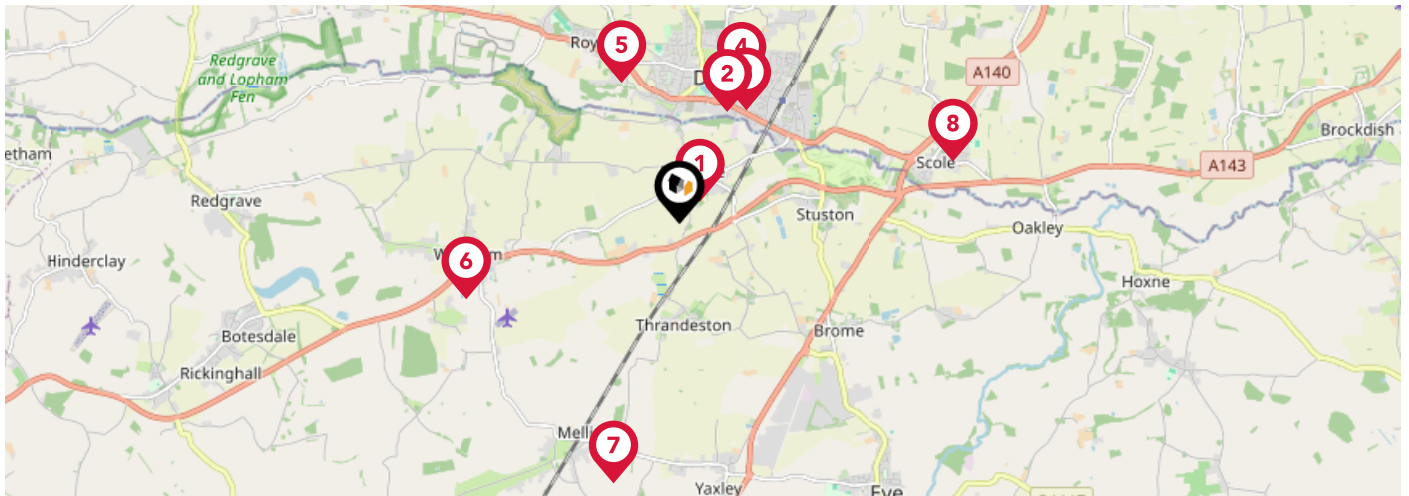 Roy
5
4
2
D
Redgrave
and Lopham
Fen
A140
8
Brockdish
etham
1
Scole
A143
Redgrave
Stuston
Oakley
6
W
m
Hinderclay
Hoxne
Thrandeston
Brome
Botesdale
Rickinghall
Melli
7
Yaxley
Eye